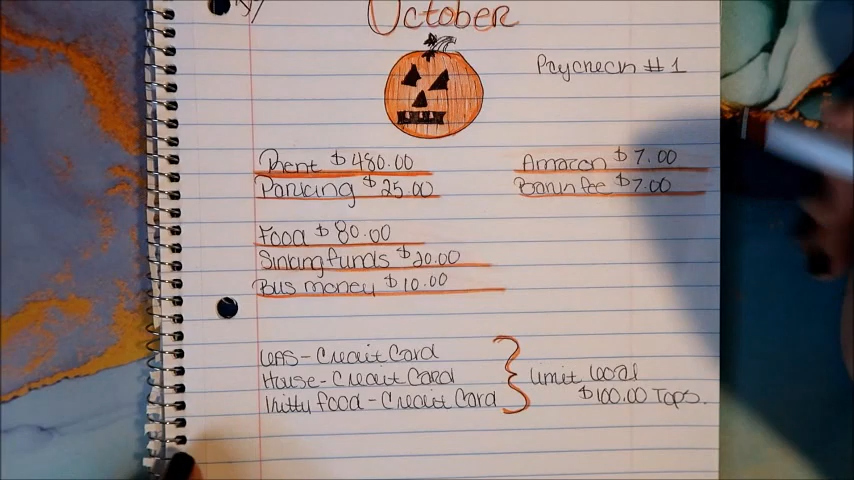 October
Paycheck #1
Rent $480.00
Parking $25.00
Amazon $7.00
Bank fee $7.00
Food $80.00
Sinking funds $20.00
Bus money $10.00
GAS - Credit Card
House - Credit Card
Kitty food - Credit Card
Limit
$100.00 Tops.